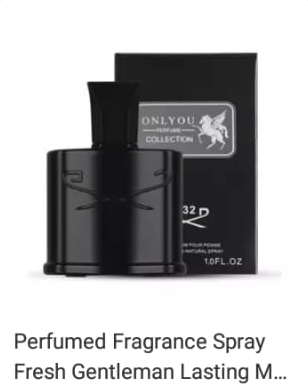 ONLYOU
PERFUME
COLLECTION
32
1.0FL.OZ
Perfumed Fragrance Spray
Fresh Gentleman Lasting M...